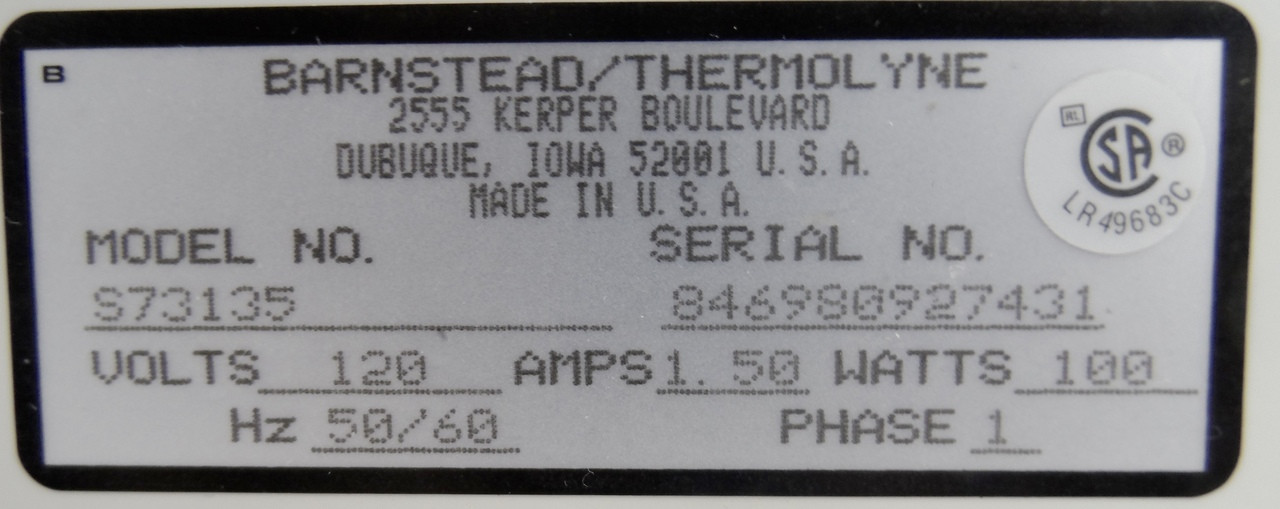 B
BARNSTEAD/THERMOLYNE
2555 KERPER BOULEVARD
DUBUQUE, IOWA 52001 U.S.A.
MADE IN U.S.A.
RL
CSA®
LR49683C
MODEL NO. SERIAL NO.
S73135 846980927431
VOLTS 120 AMPS 1.50 WATTS 100
Hz 50/60 PHASE 1